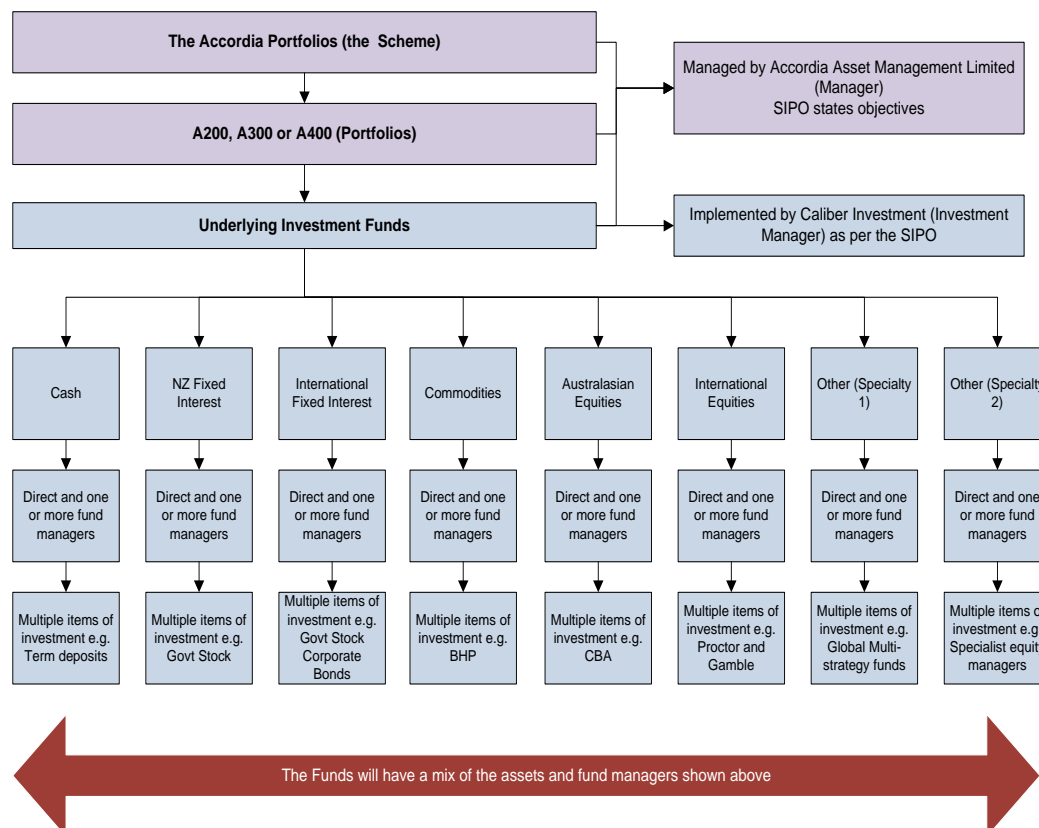 The Accordia Portfolios (the Scheme)
Managed by Accordia Asset Management Limited
(Manager)
SIPO states objectives
A200, A300 or A400 (Portfolios)
Underlying Investment Funds
Implemented by Caliber Investment (Investment
Manager) as per the SIPO
Cash
NZ Fixed
Interest
International
Fixed Interest
Commodities
Australasian
Equities
International
Equities
Other (Specialty
1)
Other (Specialty
2)
Direct and one
or more fund
managers
Direct and one
or more fund
managers
Direct and one
or more fund
managers
Direct and one
or more fund
managers
Direct and one
or more fund
managers
Direct and one
or more fund
managers
Direct and one
or more fund
managers
Direct and one
or more fund
managers
Multiple items of
investment e.g.
Term deposits
Multiple items of
investment e.g.
Govt Stock
Multiple items of
investment e.g.
Govt Stock
Corporate
Bonds
Multiple items of
investment e.g.
BHP
Multiple items of
investment e.g.
CBA
Multiple items of
investment e.g.
Proctor and
Gamble
Multiple items of
investment e.g.
Global Multi-
strategy funds
Multiple items of
investment e.g.
Specialist equity
managers
The Funds will have a mix of the assets and fund managers shown above